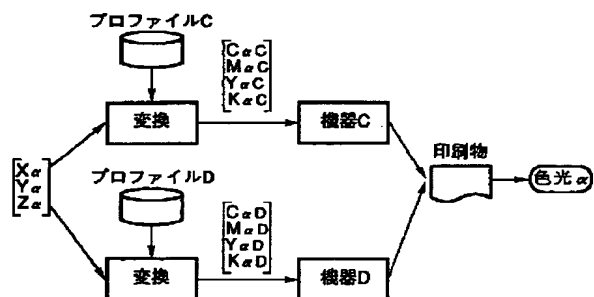 プロファイルC
変換
CαC
MαC
YαC
KαC
機器C
Xα
Yα
Zα
プロファイルD
変換
CαD
MαD
YαD
KαD
機器D
印刷物
色光α